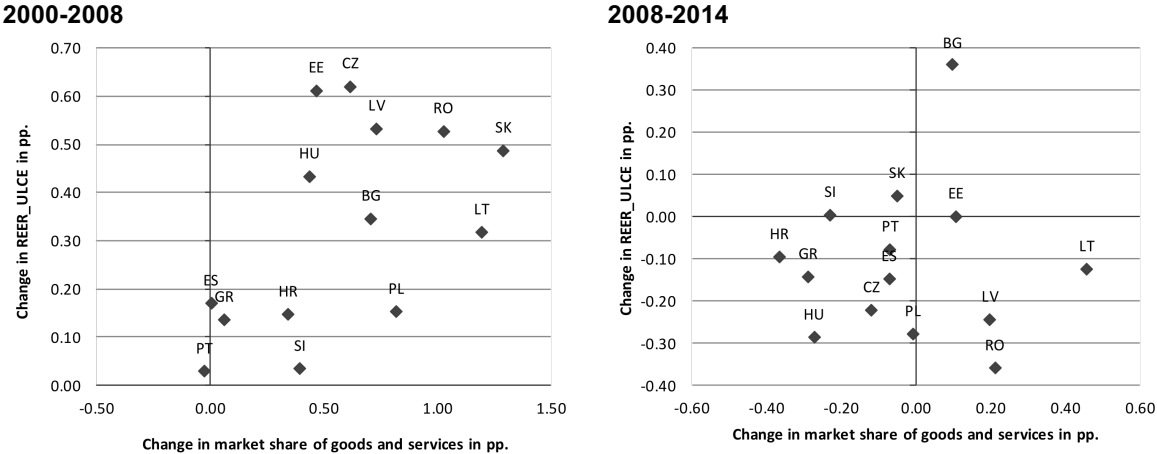 2000-2008
0.70
0.60
0.50
0.40
0.30
0.20
0.10
0.00
-0.50 0.00 0.50 1.00 1.50
Change in REER_ULCE in pp.
Change in market share of goods and services in pp.
EE
CZ
LV
RO
SK
HU
BG
LT
ES
GR
HR
PL
PT
SI
2008-2014
0.40
0.30
0.20
0.10
0.00
-0.10
-0.20
-0.30
-0.40
-0.60 -0.40 -0.20 0.00 0.20 0.40 0.60
Change in REER_ULCE in pp.
Change in market share of goods and services in pp.
BG
SK
SI
EE
PT
HR
GR
ES
LT
CZ
LV
HU
PL
RO